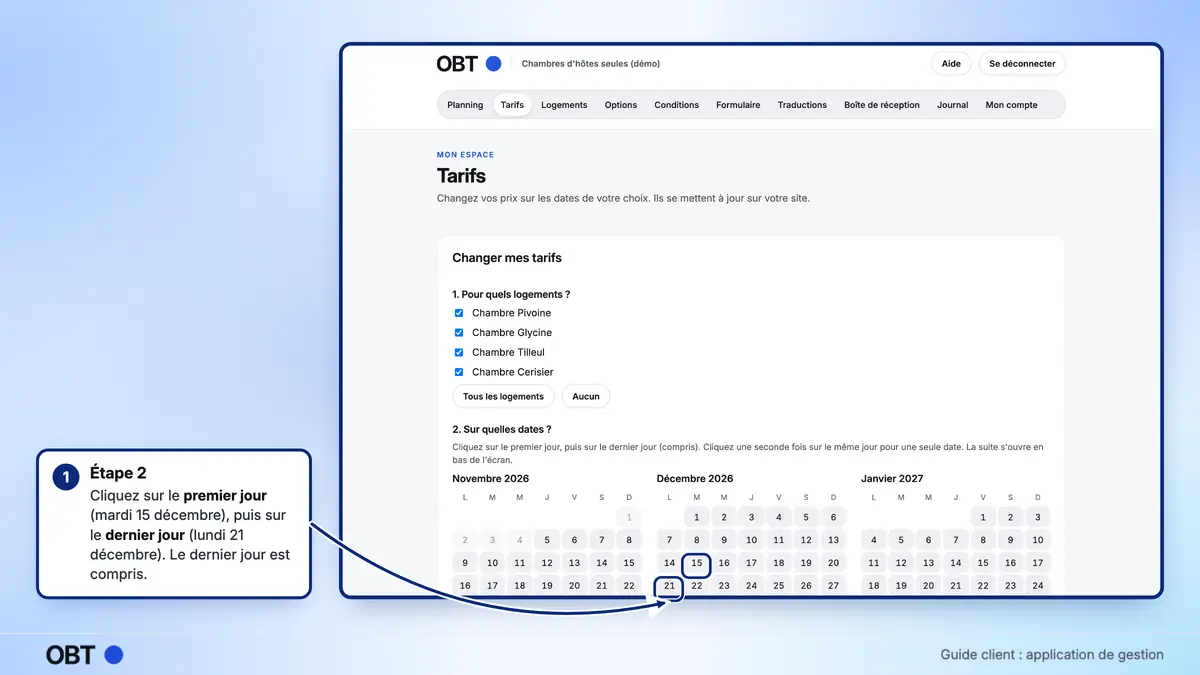 OBT
Chambres d'hôtes seules (démo)
Aide
Se déconnecter
Planning
Tarifs
Logements
Options
Conditions
Formulaire
Traductions
Boîte de réception
Journal
Mon compte
MON ESPACE
Tarifs
Changez vos prix sur les dates de votre choix. Ils se mettent à jour sur votre site.
Changer mes tarifs
1. Pour quels logements ?
Chambre Pivoine
Chambre Glycine
Chambre Tilleul
Chambre Cerisier
Tous les logements
Aucun
2. Sur quelles dates ?
Cliquez sur le premier jour, puis sur le dernier jour (compris). Cliquez une seconde fois sur le même jour pour une seule date. La suite s'ouvre en
bas de l'écran.
Novembre 2026
L M M J V S D
1
2 3 4 5 6 7 8
9 10 11 12 13 14 15
16 17 18 19 20 21 22
Décembre 2026
L M M J V S D
1 2 3 4 5 6
7 8 9 10 11 12 13
14 15 16 17 18 19 20
21 22 23 24 25 26 27
Janvier 2027
L M M J V S D
1 2 3
4 5 6 7 8 9 10
11 12 13 14 15 16 17
18 19 20 21 22 23 24
1
Étape 2
Cliquez sur le premier jour
(mardi 15 décembre), puis sur
le dernier jour (lundi 21
décembre). Le dernier jour est
compris.
OBT
Guide client : application de gestion